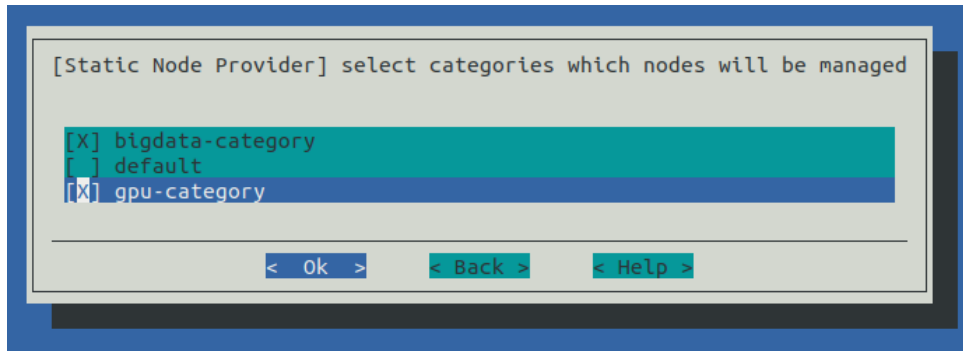 [Static Node Provider] select categories which nodes will be managed
[X] bigdata-category
[ ] default
[X] gpu-category
< Ok > < Back > < Help >